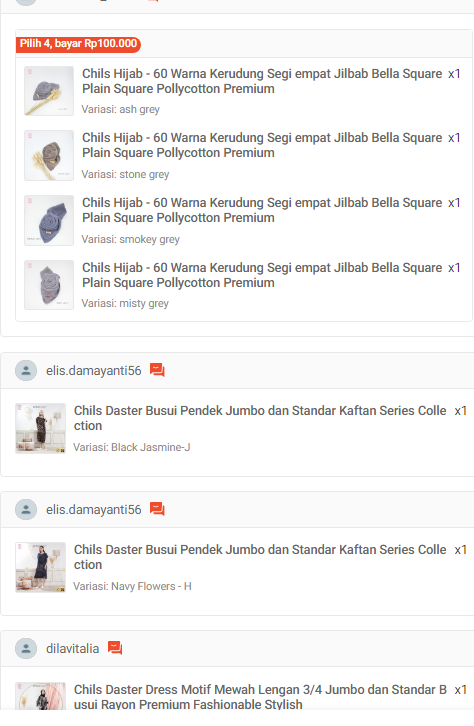 Pilih 4, bayar Rp100.000
Chils Hijab - 60 Warna Kerudung Segi empat Jilbab Bella Square x1
Plain Square Pollycotton Premium
Variasi: ash grey
Chils Hijab - 60 Warna Kerudung Segi empat Jilbab Bella Square x1
Plain Square Pollycotton Premium
Variasi: stone grey
Chils Hijab - 60 Warna Kerudung Segi empat Jilbab Bella Square x1
Plain Square Pollycotton Premium
Variasi: smokey grey
Chils Hijab - 60 Warna Kerudung Segi empat Jilbab Bella Square x1
Plain Square Pollycotton Premium
Variasi: misty grey
elis.damayanti56
Chils Daster Busui Pendek Jumbo dan Standar Kaftan Series Colle x1
ction
Variasi: Black Jasmine-J
elis.damayanti56
Chils Daster Busui Pendek Jumbo dan Standar Kaftan Series Colle x1
ction
Variasi: Navy Flowers - H
dilavitalia
Chils Daster Dress Motif Mewah Lengan 3/4 Jumbo dan Standar B x1
usui Rayon Premium Fashionable Stylish